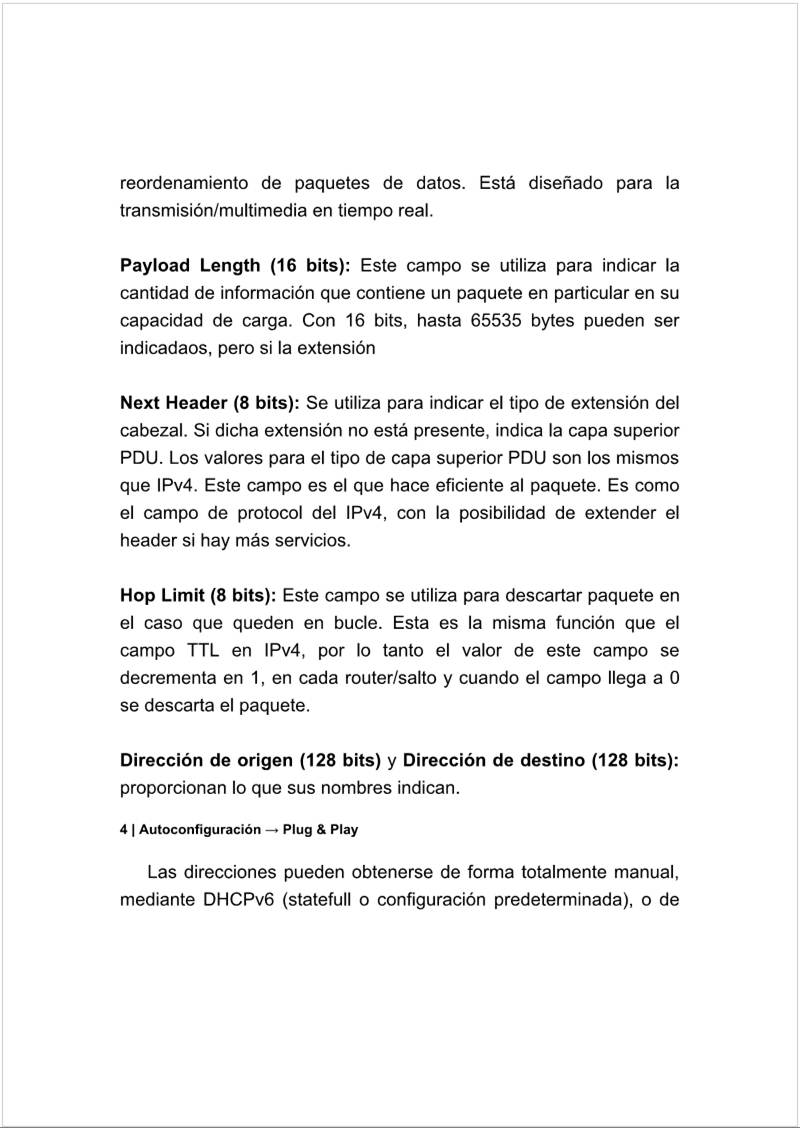 reordenamiento de paquetes de datos. Está diseñado para la
transmisión/multimedia en tiempo real.
Payload Length (16 bits): Este campo se utiliza para indicar la
cantidad de información que contiene un paquete en particular en su
capacidad de carga. Con 16 bits, hasta 65535 bytes pueden ser
indicadaos, pero si la extensión
Next Header (8 bits): Se utiliza para indicar el tipo de extensión del
cabezal. Si dicha extensión no está presente, indica la capa superior
PDU. Los valores para el tipo de capa superior PDU son los mismos
que IPv4. Este campo es el que hace eficiente al paquete. Es como
el campo de protocol del IPv4, con la posibilidad de extender el
header si hay más servicios.
Hop Limit (8 bits): Este campo se utiliza para descartar paquete en
el caso que queden en bucle. Esta es la misma función que el
campo TTL en IPv4, por lo tanto el valor de este campo se
decrementa en 1, en cada router/salto y cuando el campo llega a 0
se descarta el paquete.
Dirección de origen (128 bits) y Dirección de destino (128 bits):
proporcionan lo que sus nombres indican.
4 | Autoconfiguración → Plug & Play
Las direcciones pueden obtenerse de forma totalmente manual,
mediante DHCPv6 (statefull o configuración predeterminada), o de